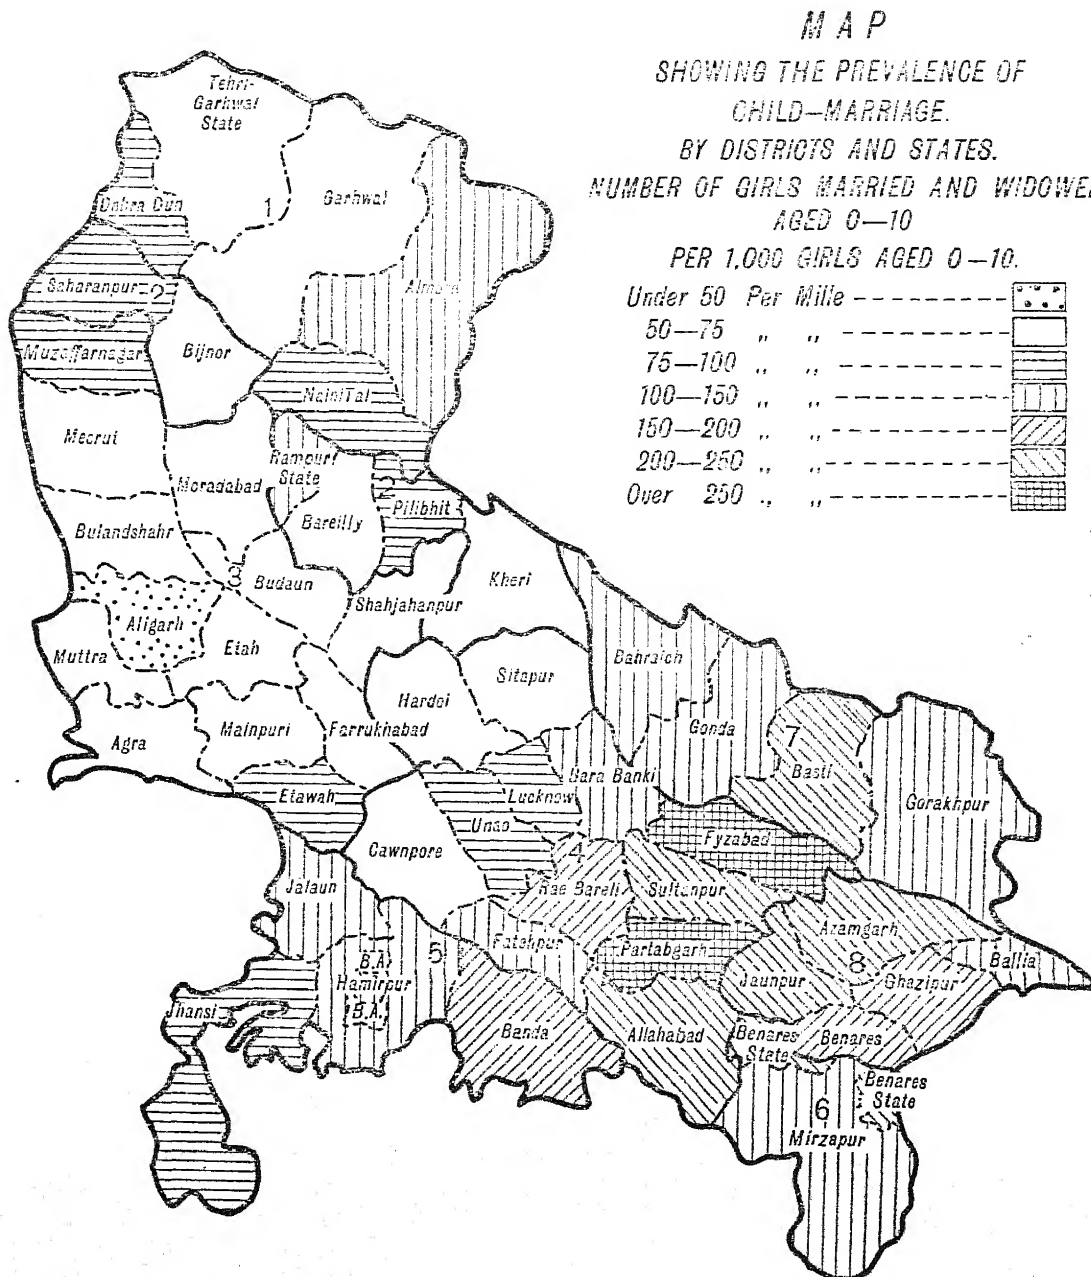 MAP
SHOWING THE PREVALENCE OF
CHILD-MARRIAGE.
BY DISTRICTS AND STATES.
NUMBER OF GIRLS MARRIED AND WIDOWE
AGED 0—10
PER 1,000 GIRLS AGED 0—10.
Under 50 Per Mille
50—75 " "
75—100 " "
100—150 " "
150—200 " "
200—250 " "
Over 250 " "
Tehri-
Garhwal
State
1
Garhwal
Dehra Dun
Almora
Saharanpur
2
Muzaffarnagar
Bijnor
Naini Tal
Meerut
Moradabad
Rampur
State
Bareilly
Pilibhit
Bulandshahr
3
Budaun
Kheri
Shahjahanpur
Aligarh
Muttra
Etah
Bahraich
Sitapur
Hardoi
Agra
Mainpuri
Farrukhabad
Gonda
7
Basti
Bara Banki
Etawah
Lucknow
Gorakhpur
Unao
Fyzabad
Cawnpore
4
Jalaun
Rae Bareli
Sultanpur
Azamgarh
Fatehpur
Partabgarh
B.A.
5
8
Ballia
Hamirpur
Jaunpur
Ghazipur
Jhansi
B.A.
Banda
Allahabad
Benares
State
Benares
Benares
State
6
Mirzapur